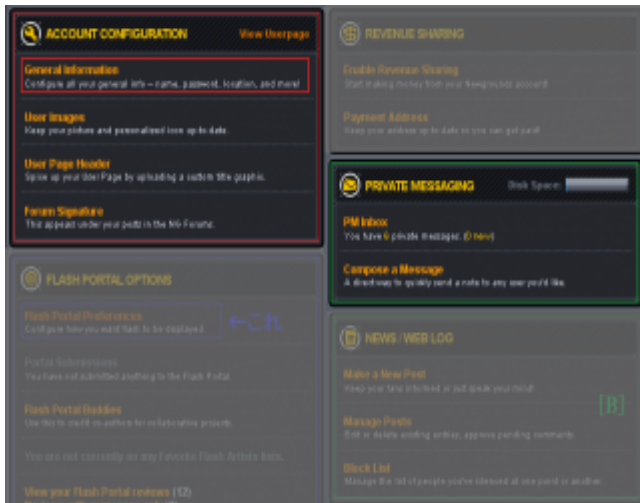 ACCOUNT CONFIGURATION View Userpage
General Information
Configure all your general info – name, password, location, and more!
User Images
Keep your picture and personalized icon up to date.
User Page Header
Spice up your User Page by uploading a custom title graphic.
Forum Signature
This appears under your posts in the NG Forums.
FLASH PORTAL OPTIONS
Flash Portal Preferences
Configure how you want flash to be displayed.
←これ
Portal Submissions
You have not submitted anything to the Flash Portal.
Flash Portal Buddies
Use this to credit co-authors for collaborative projects.
You are not currently on any Favorite Flash Artists lists.
View your Flash Portal reviews (12)
REVENUE SHARING
Enable Revenue Sharing
Start making money from your Newgrounds account!
Payment Address
Keep your address up to date or you can get paid!
PRIVATE MESSAGING Disk Space:
PM Inbox
You have 6 private messages. (0 new)
Compose a Message
A direct way to quickly send a note to any user you'd like.
NEWS / WEB LOG
Make a New Post
Keep your fans informed or just speak your mind!
[B]
Manage Posts
Edit or delete existing entries, approve pending comments.
Block List
Manage the list of people you've silenced at one point or another.